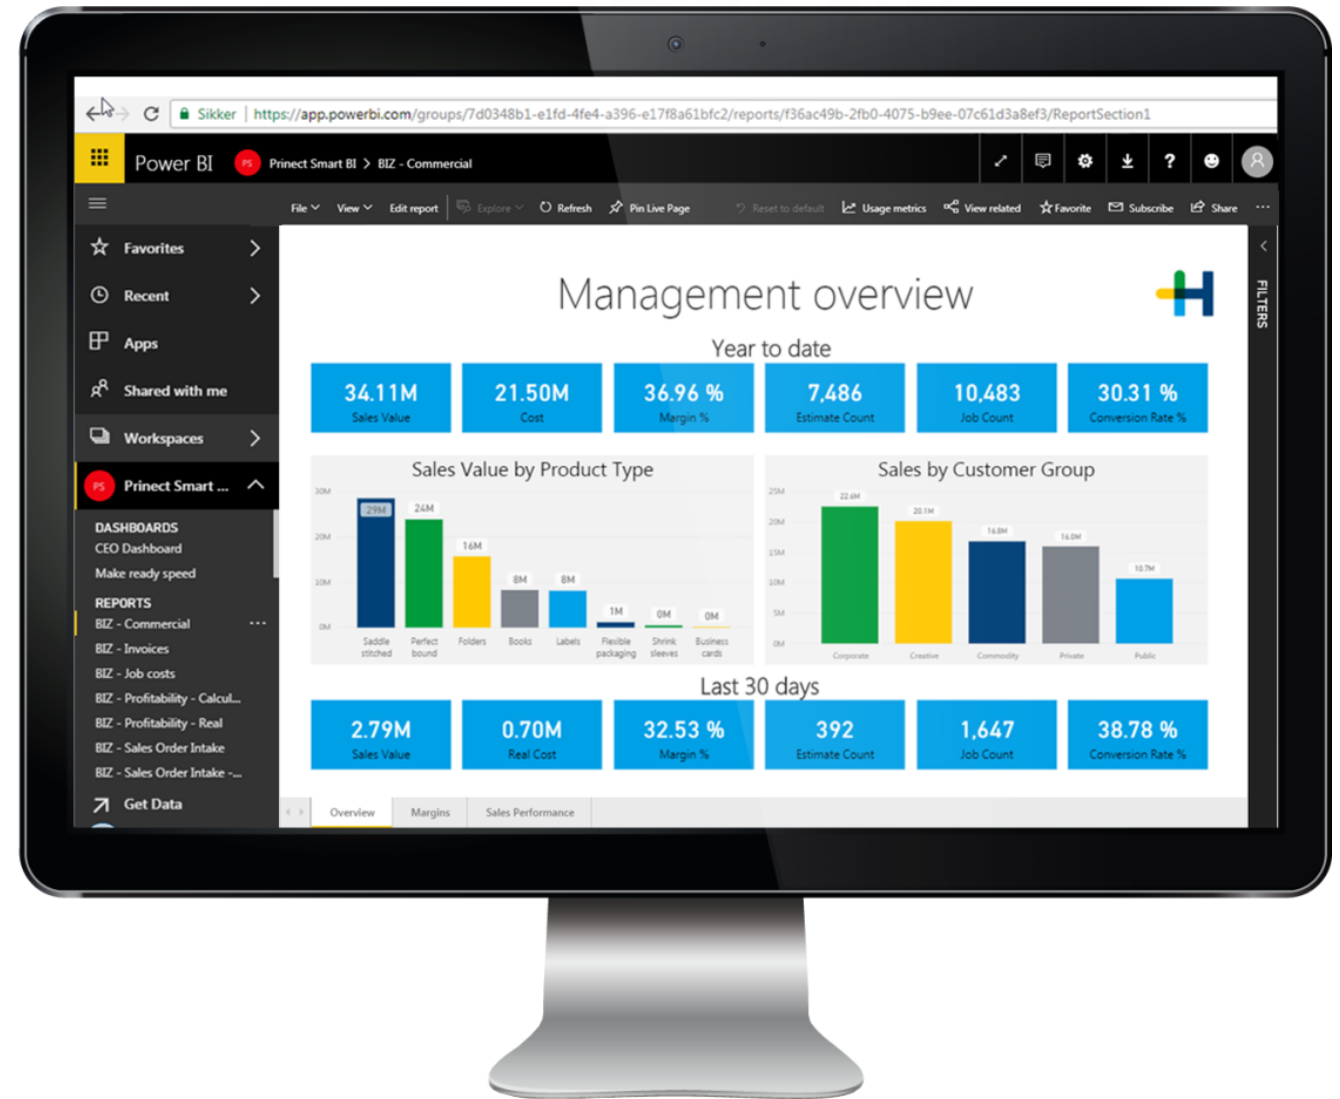 Sikker https://app.powerbi.com/groups/7d0348b1-e1fd-4fe4-a396-e17f8a61bfc2/reports/f36ac49b-2fb0-4075-b9ee-07c61d3a8ef3/ReportSection1
Power BI PS Prinect Smart BI > BIZ - Commercial ?
File View Edit report Explore Refresh Pin Live Page Reset to default Usage metrics View related Favorite Subscribe Share ...
Favorites
Recent
Apps
Shared with me
Workspaces
PS Prinect Smart ...
DASHBOARDS
CEO Dashboard
Make ready speed
REPORTS
BIZ - Commercial ...
BIZ - Invoices
BIZ - Job costs
BIZ - Profitability - Calcul...
BIZ - Profitability - Real
BIZ - Sales Order Intake
BIZ - Sales Order Intake -...
Get Data
FILTERS
Management overview
Year to date
34.11M 21.50M 36.96 % 7,486 10,483 30.31 %
Sales Value Cost Margin % Estimate Count Job Count Conversion Rate %
Sales Value by Product Type
30M
20M
10M
0M
29M 24M 16M 8M 8M 1M 0M 0M
Saddle stitched
Perfect bound
Folders
Books
Labels
Flexible packaging
Shrink sleeves
Business cards
Sales by Customer Group
25M
20M
15M
10M
5M
0M
22.6M 20.1M 16.8M 16.0M 10.7M
Corporate Creative Commodity Private Public
Last 30 days
2.79M 0.70M 32.53 % 392 1,647 38.78 %
Sales Value Real Cost Margin % Estimate Count Job Count Conversion Rate %
Overview Margins Sales Performance